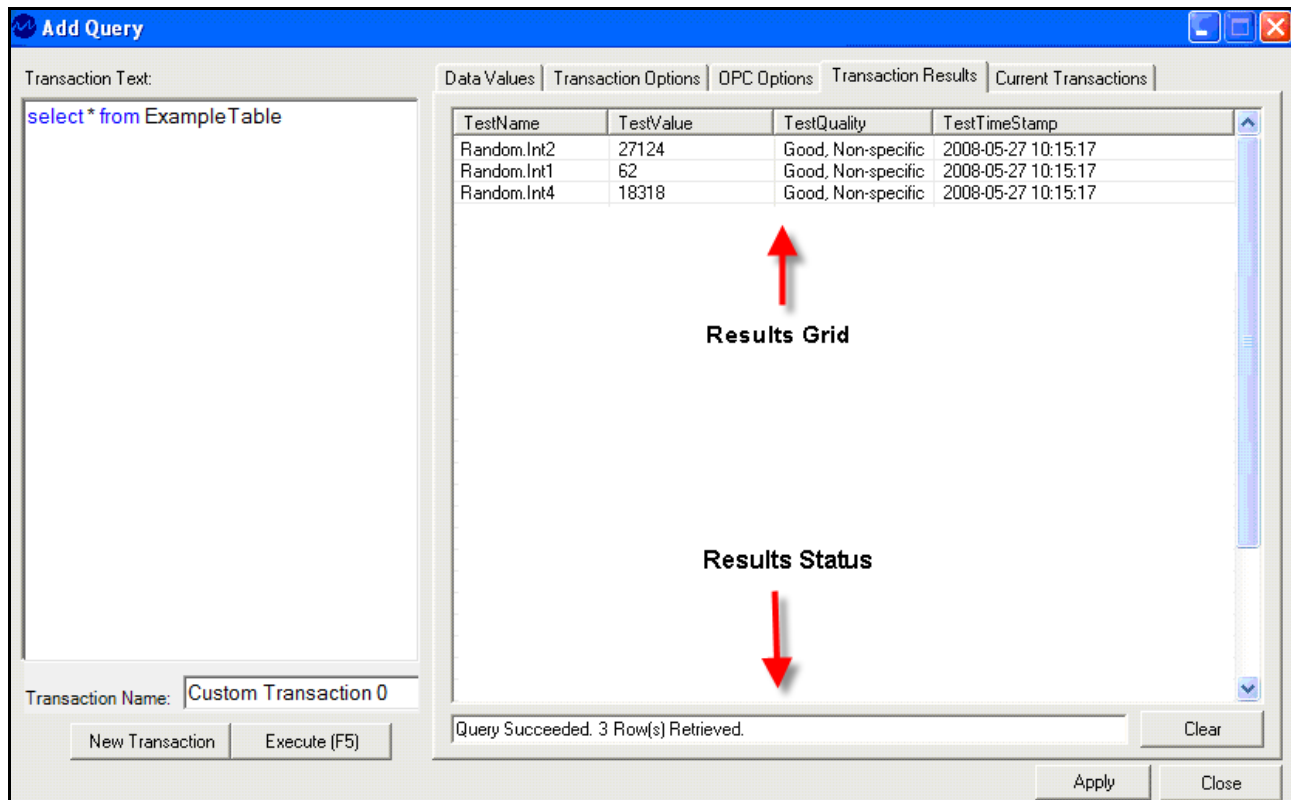 Add Query
Transaction Text:
select * from ExampleTable
Transaction Name: Custom Transaction 0
New Transaction Execute (F5)
Data Values Transaction Options OPC Options Transaction Results Current Transactions
TestName TestValue TestQuality TestTimeStamp
Random.Int2 27124 Good, Non-specific 2008-05-27 10:15:17
Random.Int1 62 Good, Non-specific 2008-05-27 10:15:17
Random.Int4 18318 Good, Non-specific 2008-05-27 10:15:17
Results Grid
Results Status
Query Succeeded. 3 Row(s) Retrieved.
Clear
Apply Close